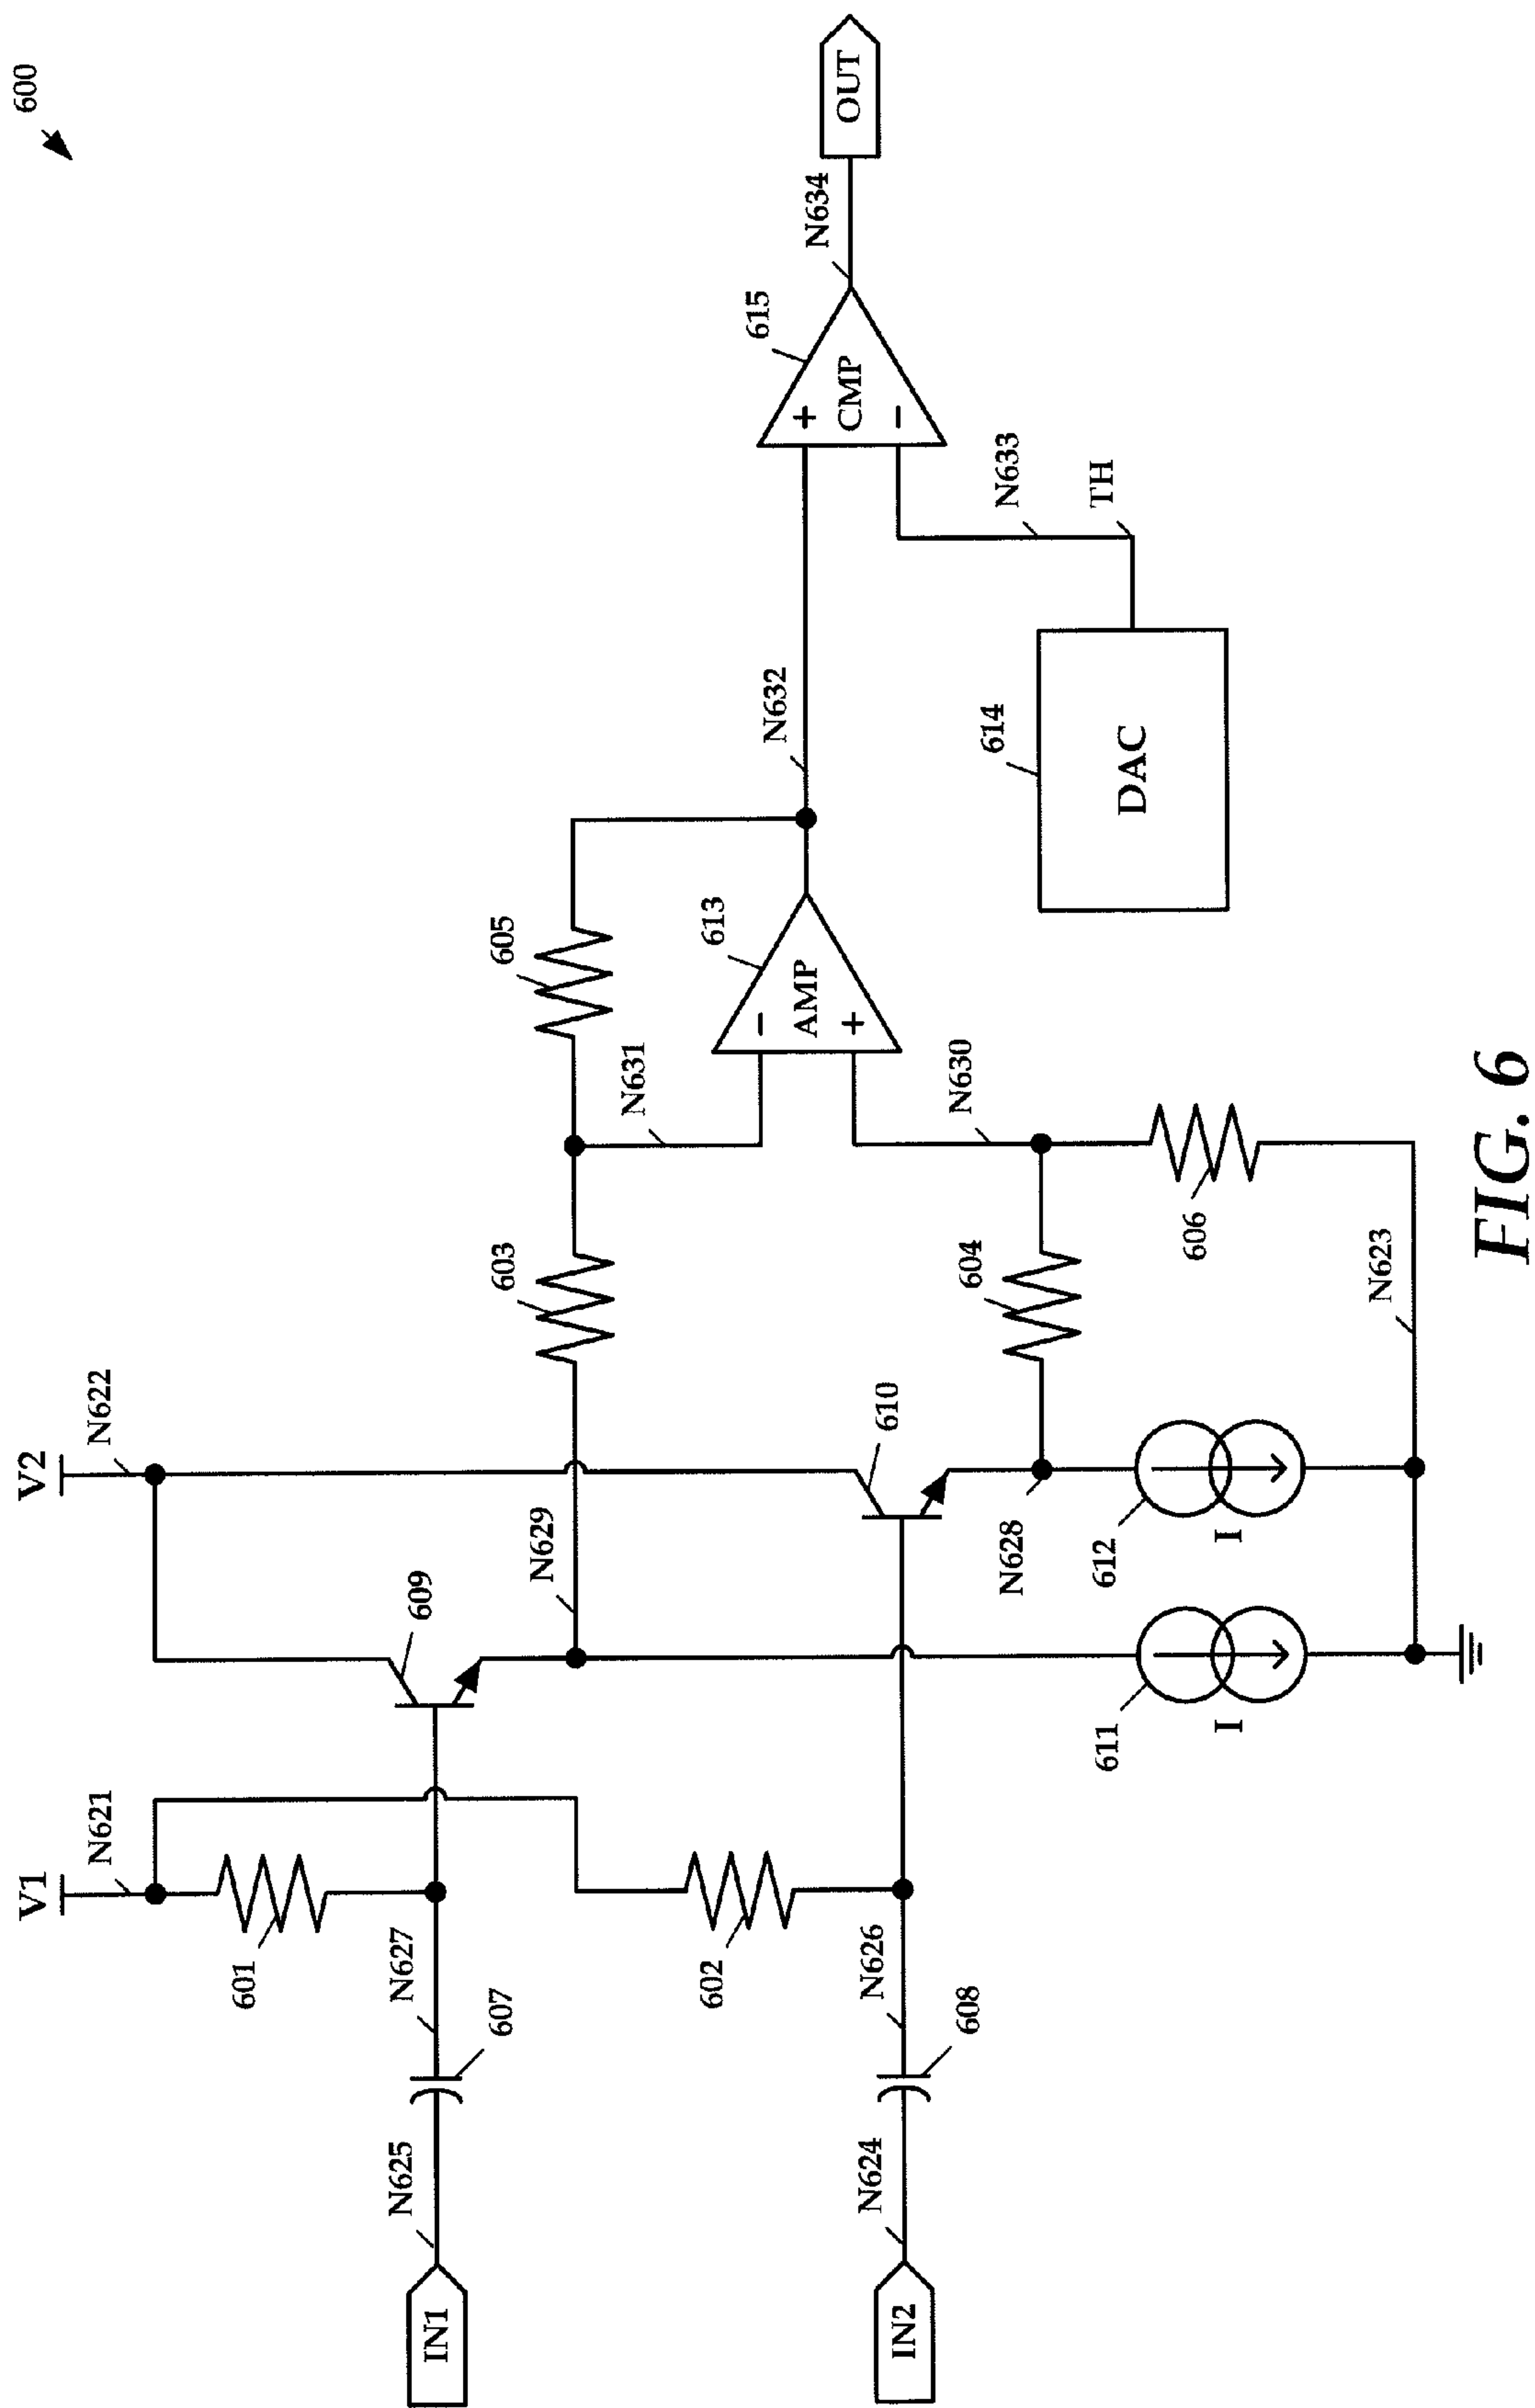 600
V1
N621
V2
N622
601
609
605
IN1
N625
607
N627
N629
603
N631
613
-
AMP
+
N632
615
+
CMP
-
N634
OUT
602
610
IN2
N624
608
N626
N628
604
N630
614
DAC
N633
TH
611
I
612
I
606
N623
FIG. 6